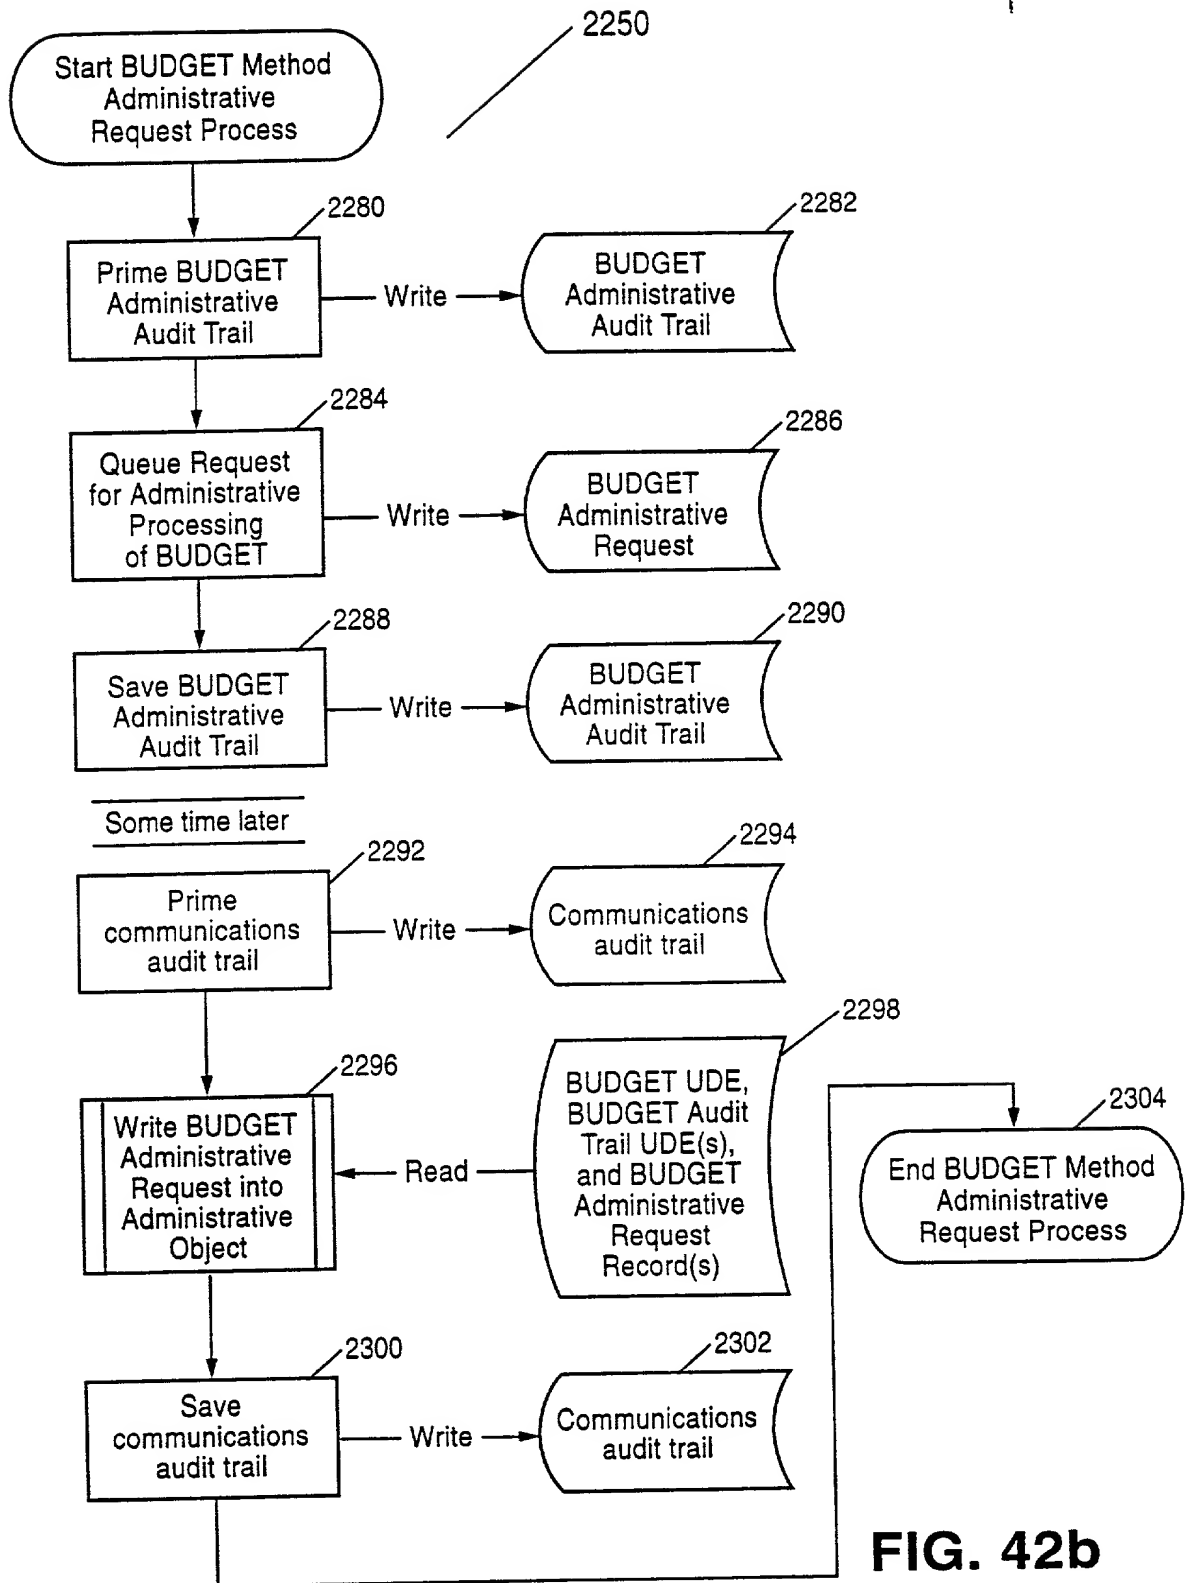 2250
Start BUDGET Method
Administrative
Request Process
2280
Prime BUDGET
Administrative
Audit Trail
Write
2282
BUDGET
Administrative
Audit Trail
2284
Queue Request
for Administrative
Processing
of BUDGET
Write
2286
BUDGET
Administrative
Request
2288
Save BUDGET
Administrative
Audit Trail
Write
2290
BUDGET
Administrative
Audit Trail
Some time later
2292
Prime
communications
audit trail
Write
2294
Communications
audit trail
2296
Write BUDGET
Administrative
Request into
Administrative
Object
Read
2298
BUDGET UDE,
BUDGET Audit
Trail UDE(s),
and BUDGET
Administrative
Request
Record(s)
2300
Save
communications
audit trail
Write
2302
Communications
audit trail
2304
End BUDGET Method
Administrative
Request Process
FIG. 42b